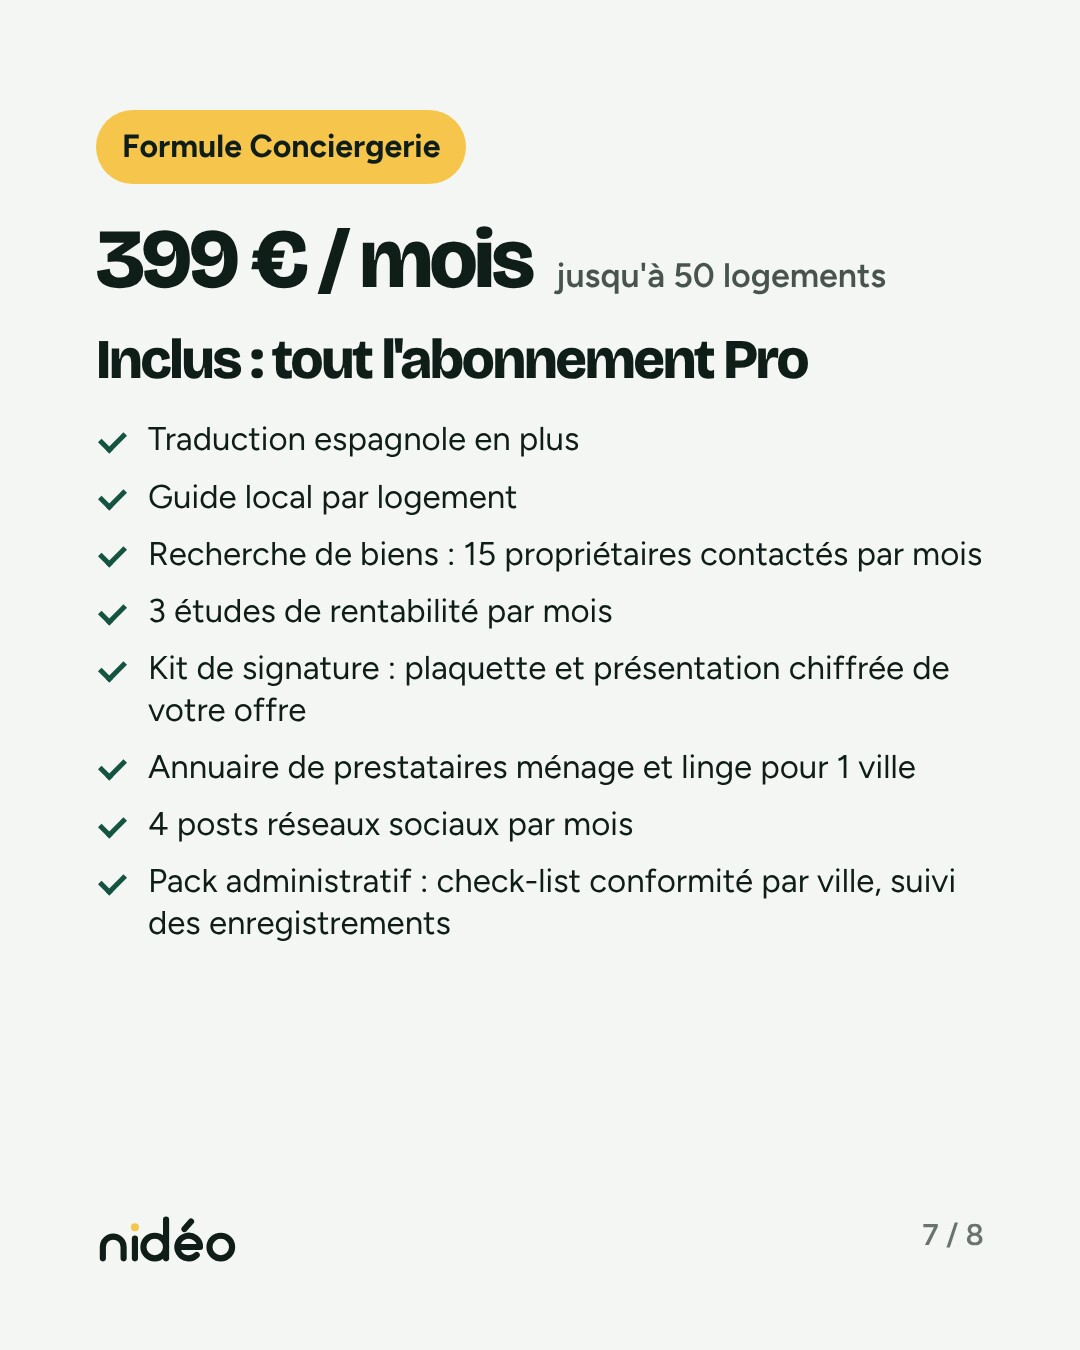 Formule Conciergerie
399 € / mois jusqu'à 50 logements
Inclus : tout l'abonnement Pro
Traduction espagnole en plus
Guide local par logement
Recherche de biens : 15 propriétaires contactés par mois
3 études de rentabilité par mois
Kit de signature : plaquette et présentation chiffrée de
votre offre
Annuaire de prestataires ménage et linge pour 1 ville
4 posts réseaux sociaux par mois
Pack administratif : check-list conformité par ville, suivi
des enregistrements
nidéo
7 / 8